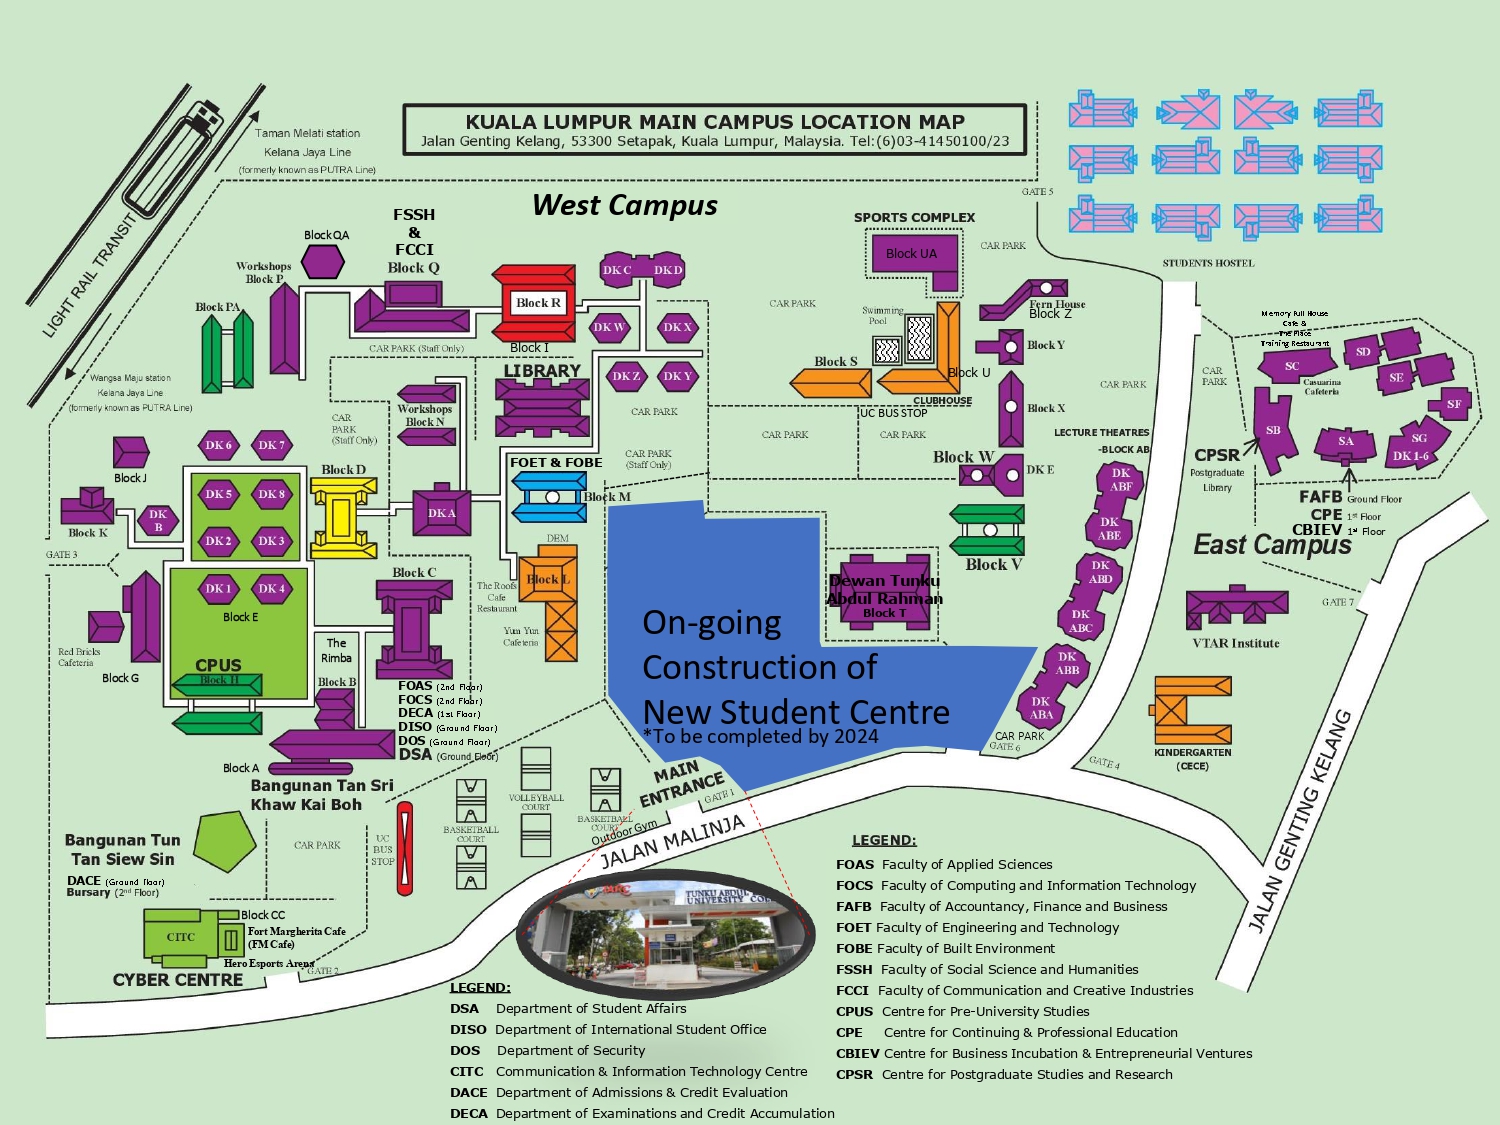 KUALA LUMPUR MAIN CAMPUS LOCATION MAP
Jalan Genting Kelang, 53300 Setapak, Kuala Lumpur, Malaysia. Tel:(6)03-41450100/23
Taman Melati station
Kelana Jaya Line
(formerly known as PUTRA Line)
LIGHT RAIL TRANSIT
Wangsa Maju station
Kelana Jaya Line
(formerly known as PUTRA Line)
West Campus
GATE 5
STUDENTS HOSTEL
FSSH
&
FCCI
Block Q
Block QA
Workshops
Block P
Block PA
Block R
Block I
CAR PARK (Staff Only)
LIBRARY
DK C
DK D
DK W
DK X
DK Z
DK Y
CAR PARK
CAR PARK
(Staff Only)
CAR
PARK
(Staff Only)
Workshops
Block N
SPORTS COMPLEX
Block UA
CAR PARK
CAR PARK
Swimming
Pool
Block S
Block U
CLUBHOUSE
UC BUS STOP
CAR PARK
CAR PARK
Fern House
Block Z
Block Y
Block X
Block W
DK E
Block V
CAR PARK
LECTURE THEATRES
-BLOCK AB
DK
ABF
DK
ABE
DK
ABD
DK
ABC
DK
ABB
DK
ABA
CAR PARK
GATE 6
GATE 4
CAR
PARK
Memory Full House
Cafe &
The Place
Training Restaurant
SC
SD
SE
SF
SG
DK 1-6
SA
SB
Casuarina
Cafeteria
CPSR
Postgraduate
Library
FAFB Ground Floor
CPE 1st Floor
CBIEV 1st Floor
East Campus
GATE 7
VTAR Institute
KINDERGARTEN
(CECE)
JALAN GENTING KELANG
Block J
Block K
DK
B
GATE 3
DK 6
DK 7
DK 5
DK 8
DK 2
DK 3
DK 1
DK 4
Block E
Block D
DK A
FOET & FOBE
Block M
DEM
Block L
The Roofs
Cafe
Restaurant
Yum Yum
Cafeteria
Block C
The
Rimba
Red Bricks
Cafeteria
Block G
CPUS
Block H
Block B
Block A
Bangunan Tan Sri
Khaw Kai Boh
FOAS (2nd Floor)
FOCS (2nd Floor)
DECA (1st Floor)
DISO (Ground Floor)
DOS (Ground Floor)
DSA (Ground Floor)
On-going
Construction of
New Student Centre
*To be completed by 2024
Dewan Tunku
Abdul Rahman
Block T
MAIN
ENTRANCE
GATE 1
JALAN MALINJA
Outdoor Gym
VOLLEYBALL
COURT
BASKETBALL
COURT
BASKETBALL
COURT
UC
BUS
STOP
CAR PARK
Bangunan Tun
Tan Siew Sin
DACE (Ground Floor)
Bursary (2nd Floor)
Block CC
CITC
Fort Margherita Cafe
(FM Cafe)
Hero Esports Arena
CYBER CENTRE
GATE 2
LEGEND:
DSA Department of Student Affairs
DISO Department of International Student Office
DOS Department of Security
CITC Communication & Information Technology Centre
DACE Department of Admissions & Credit Evaluation
DECA Department of Examinations and Credit Accumulation
LEGEND:
FOAS Faculty of Applied Sciences
FOCS Faculty of Computing and Information Technology
FAFB Faculty of Accountancy, Finance and Business
FOET Faculty of Engineering and Technology
FOBE Faculty of Built Environment
FSSH Faculty of Social Science and Humanities
FCCI Faculty of Communication and Creative Industries
CPUS Centre for Pre-University Studies
CPE Centre for Continuing & Professional Education
CBIEV Centre for Business Incubation & Entrepreneurial Ventures
CPSR Centre for Postgraduate Studies and Research